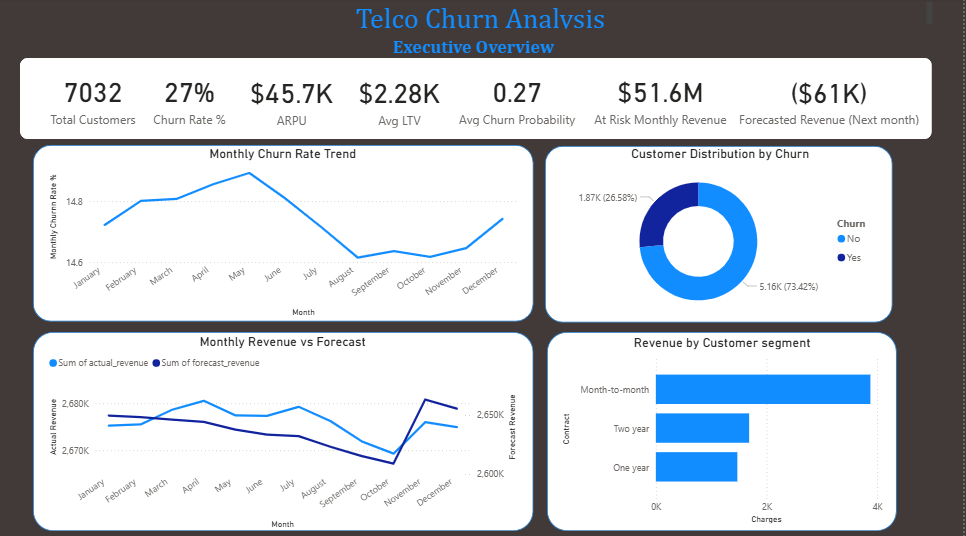 Telco Churn Analysis
Executive Overview
7032 27% $45.7K $2.28K 0.27 $51.6M ($61K)
Total Customers Churn Rate % ARPU Avg LTV Avg Churn Probability At Risk Monthly Revenue Forecasted Revenue (Next month)
Monthly Churn Rate Trend
Monthly Churnn Rate %
14.8
14.6
January February March April May June July August September October November December
Month
Customer Distribution by Churn
1.87K (26.58%)
5.16K (73.42%)
Churn
No
Yes
Monthly Revenue vs Forecast
Sum of actual_revenue Sum of forecast_revenue
Actual Revenue
2,680K
2,670K
2,650K
2,600K
Forecast Revenue
January February March April May June July August September October November December
Month
Revenue by Customer segment
Contract
Month-to-month
Two year
One year
0K 2K 4K
Charges